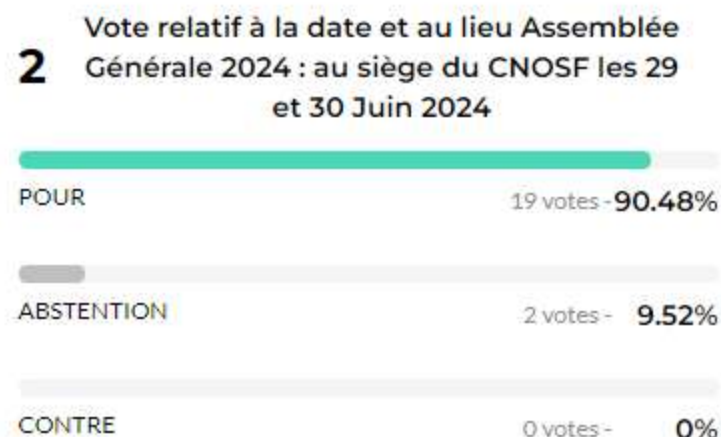 2
Vote relatif à la date et au lieu Assemblée
Générale 2024 : au siège du CNOSF les 29
et 30 Juin 2024
POUR 19 votes - 90.48%
ABSTENTION 2 votes - 9.52%
CONTRE 0 votes - 0%